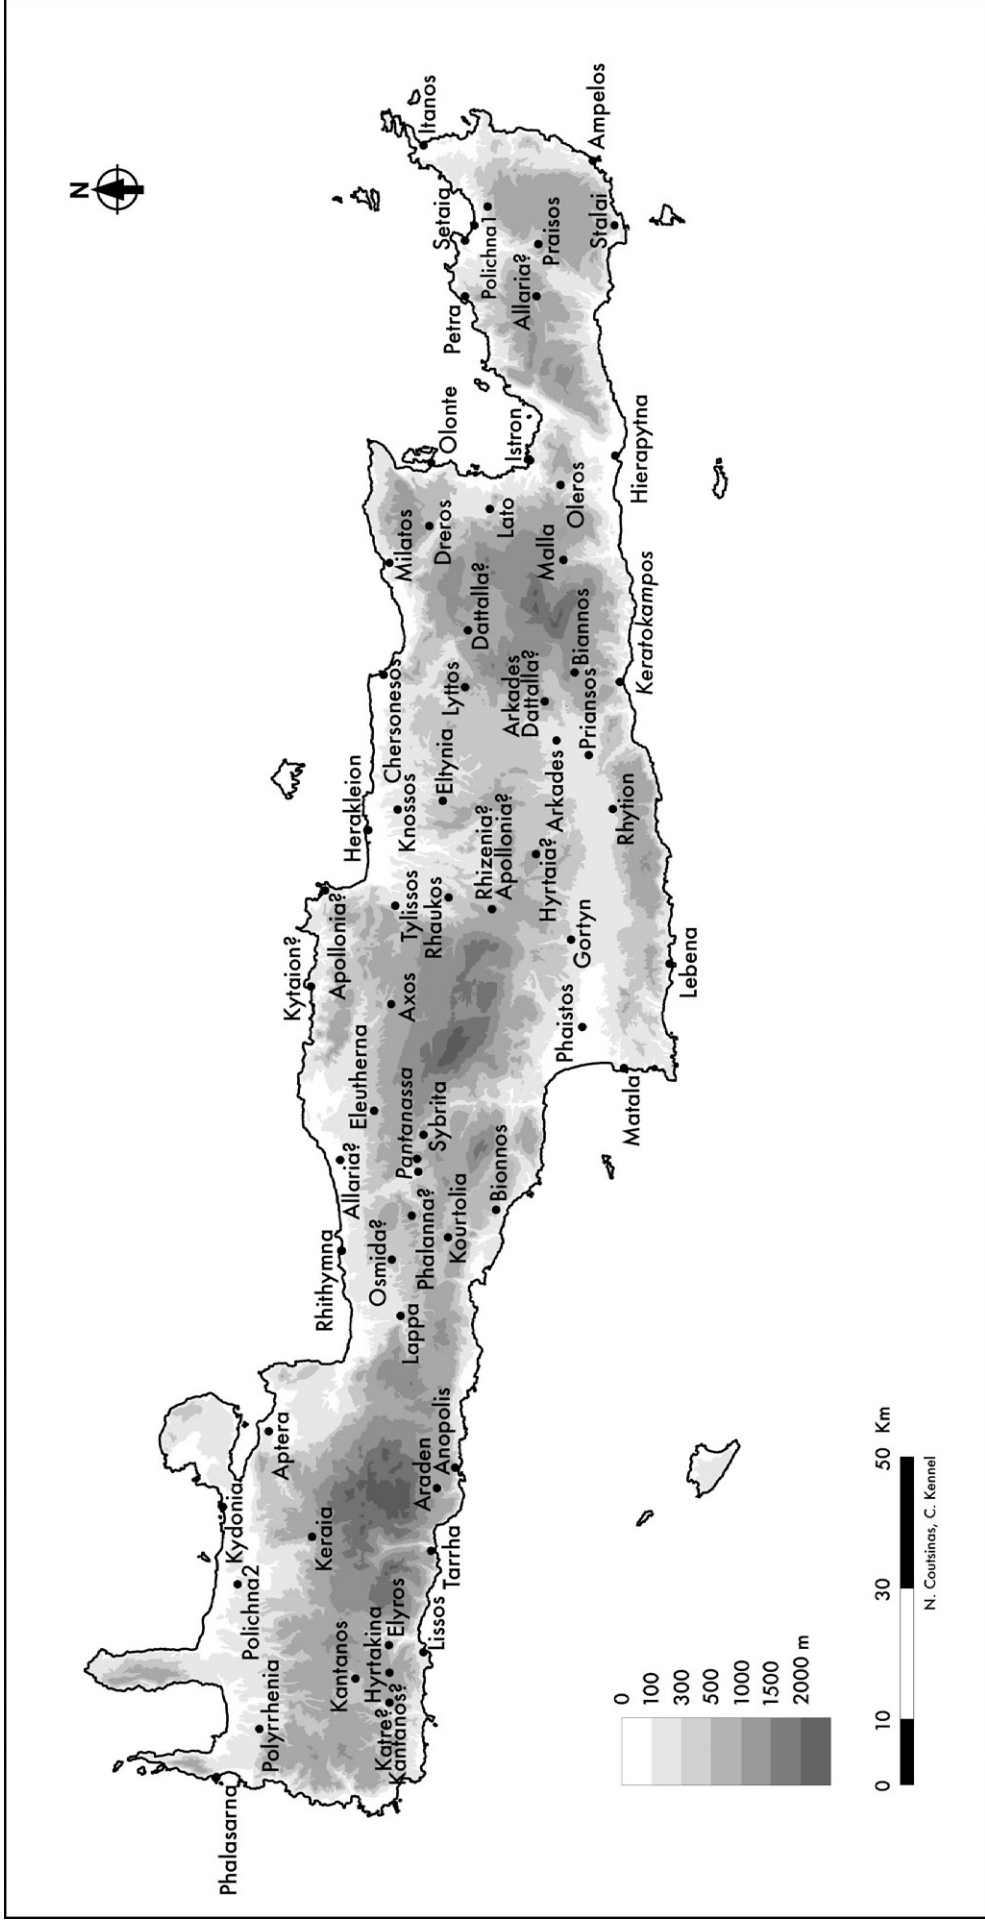 N
Phalasarna
Polyrrhenia
Polichna2
Kydonia
Aptera
Keraia
Kantanos
Hyrtakina
Katre?
Kantanos?
Elyros
Lissos
Tarrha
Araden
Anopolis
Rhithymna
Lappa
Osmida?
Allaria?
Phalanna?
Kourtolia
Pantanassa
Sybrita
Bionnos
Eleutherna
Axos
Kytaion?
Apollonia?
Tylissos
Rhaukos
Herakleion
Knossos
Chersonesos
Eltynia
Rhizenia?
Apollonia?
Hyrtaia?
Gortyn
Phaistos
Matala
Lebena
Rhytion
Arkades
Priansos
Arkades
Dattalla?
Biannos
Keratokampos
Lyttos
Dattalla?
Milatos
Dreros
Olonte
Lato
Istron
Malla
Oleros
Hierapytna
Petra
Setaia
Polichna1
Allaria?
Praisos
Stalai
Itanos
Ampelos
0
100
300
500
1000
1500
2000 m
0 10 30 50 Km
N. Coutsinas, C. Kennel